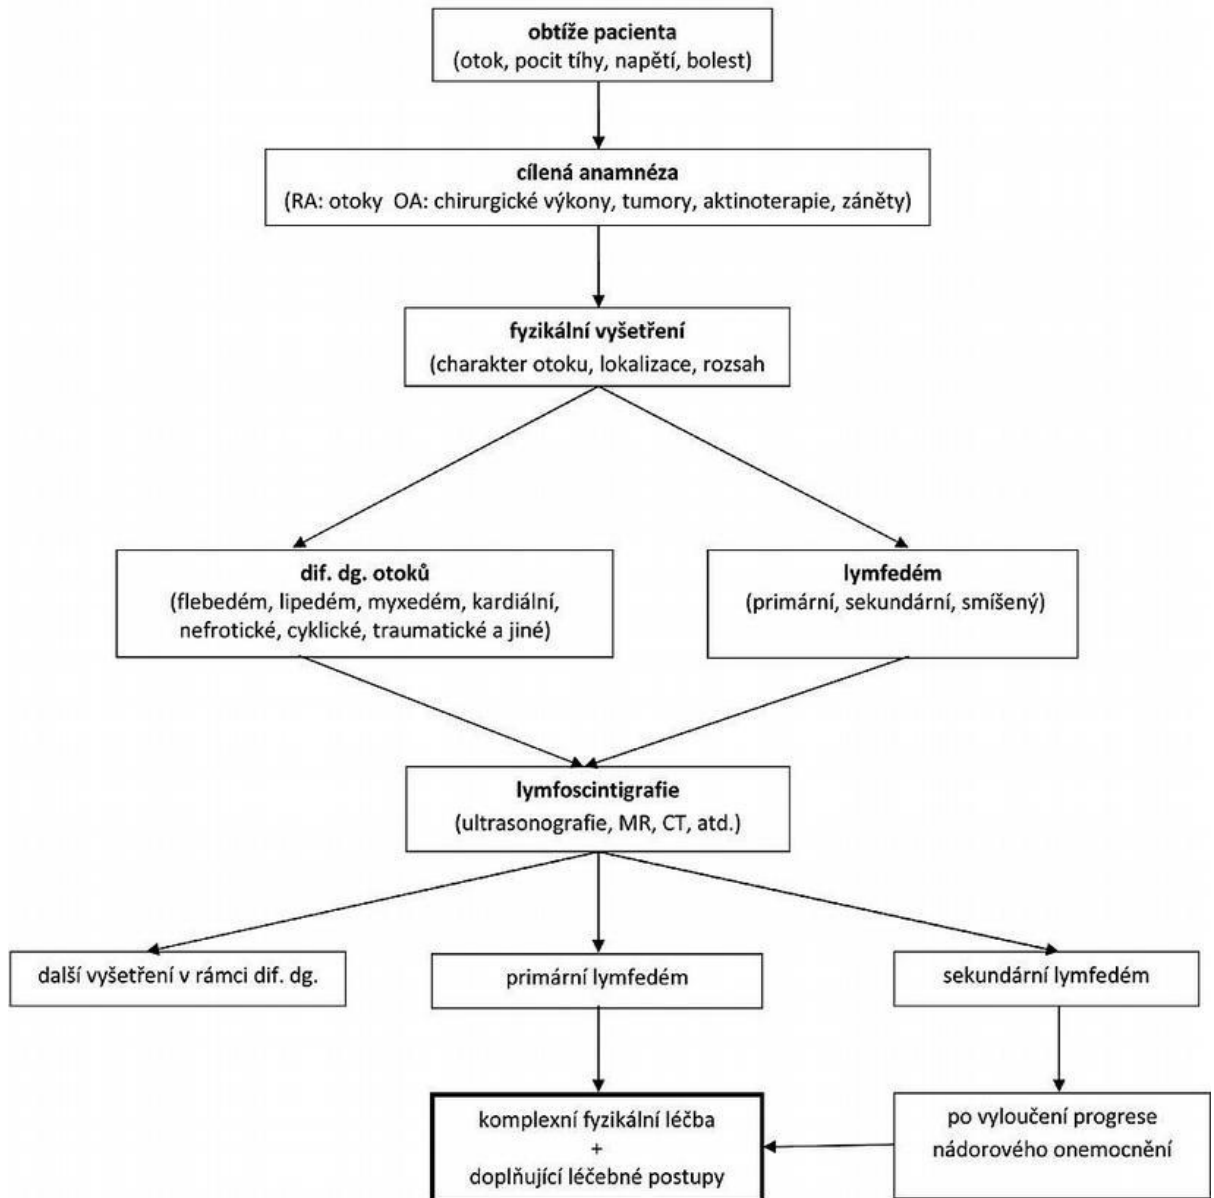 obtíže pacienta
(otok, pocit tíhy, napětí, bolest)
cílená anamnéza
(RA: otoky OA: chirurgické výkony, tumory, aktinoterapie, záněty)
fyzikální vyšetření
(charakter otoku, lokalizace, rozsah
dif. dg. otoků
(flebedém, lipedém, myxedém, kardiální,
nefrotické, cyklické, traumatické a jiné)
lymfedém
(primární, sekundární, smíšený)
lymfoscintigrafie
(ultrasonografie, MR, CT, atd.)
další vyšetření v rámci dif. dg.
primární lymfedém
sekundární lymfedém
komplexní fyzikální léčba
+
doplňující léčebné postupy
po vyloučení progrese
nádorového onemocnění